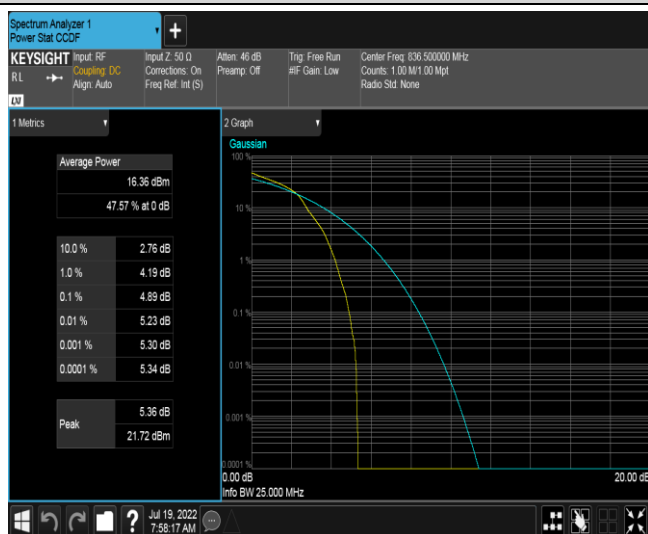 Spectrum Analyzer 1
Power Stat CCDF
+
KEYSIGHT
RL
LXI
Input: RF
Coupling: DC
Align: Auto
Input Z: 50 Ω
Corrections: On
Freq Ref: Int (S)
Atten: 46 dB
Preamp: Off
Trig: Free Run
#IF Gain: Low
Center Freq: 836.500000 MHz
Counts: 1.00 M/1.00 Mpt
Radio Std: None
1 Metrics
Average Power
16.36 dBm
47.57 % at 0 dB
10.0 % 2.76 dB
1.0 % 4.19 dB
0.1 % 4.89 dB
0.01 % 5.23 dB
0.001 % 5.30 dB
0.0001 % 5.34 dB
Peak
5.36 dB
21.72 dBm
2 Graph
Gaussian
100 %
10 %
1 %
0.1 %
0.01 %
0.001 %
0.0001 %
0.00 dB
20.00 dB
Info BW 25.000 MHz
?
Jul 19, 2022
7:58:17 AM